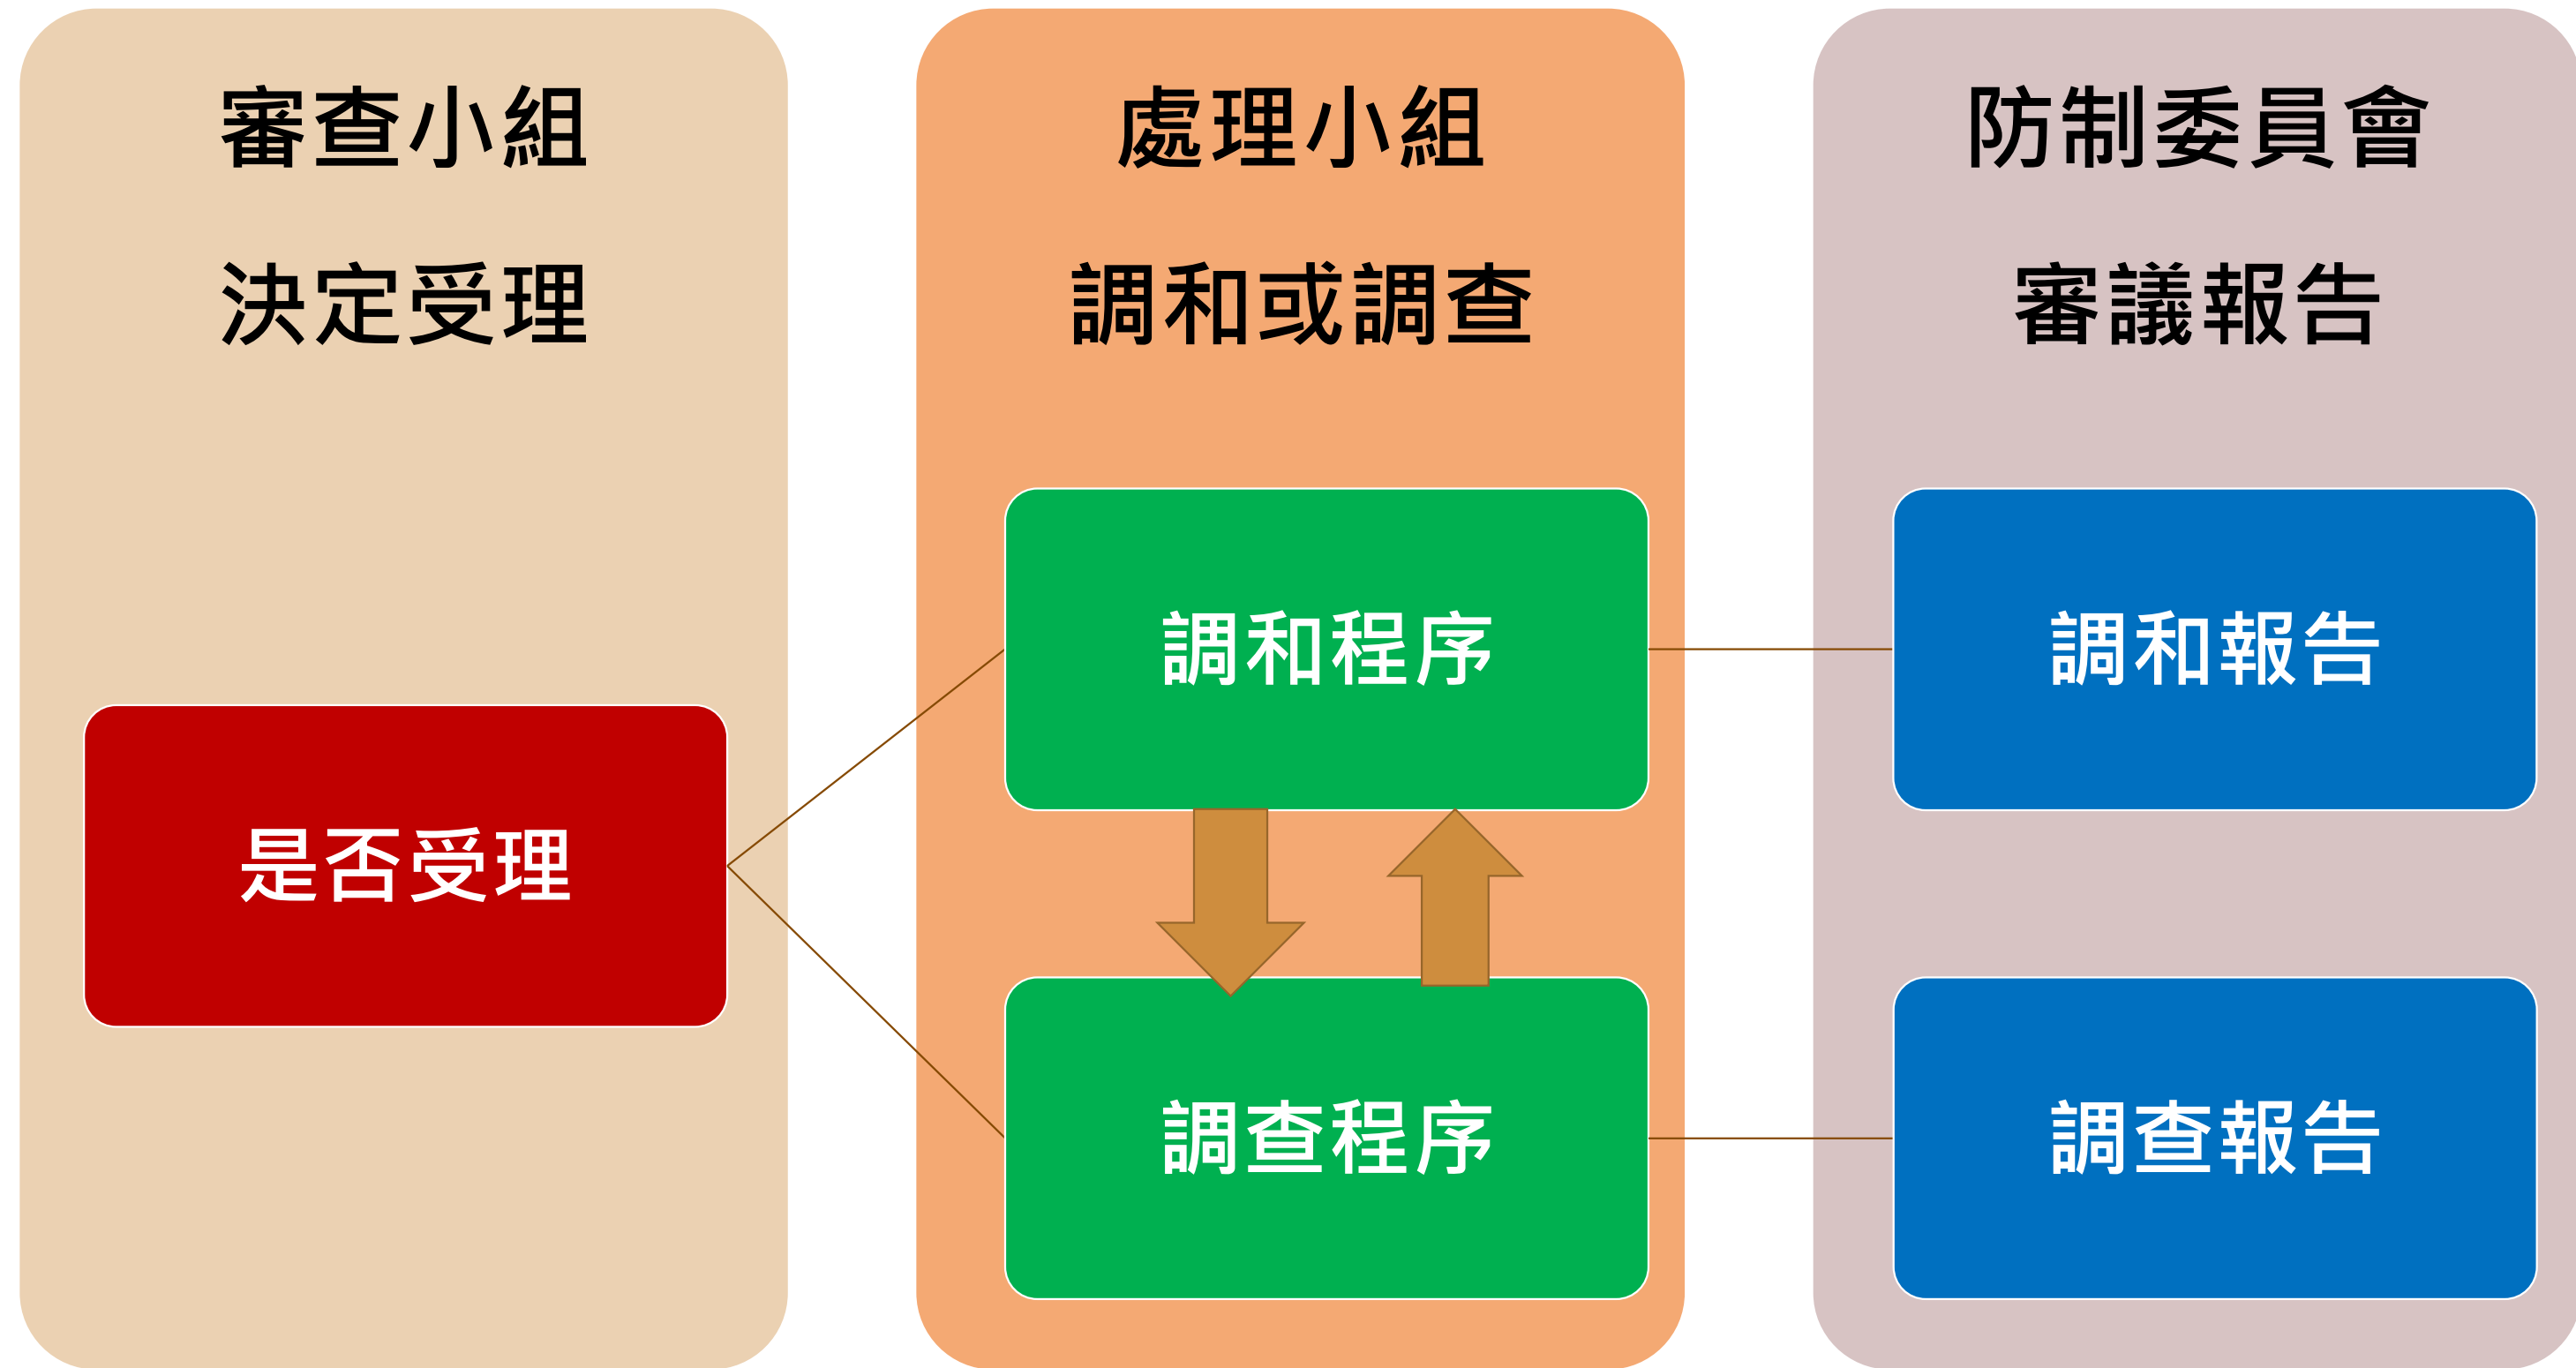 審查小組
決定受理
是否受理
處理小組
調和或調查
調和程序
調查程序
防制委員會
審議報告
調和報告
調查報告